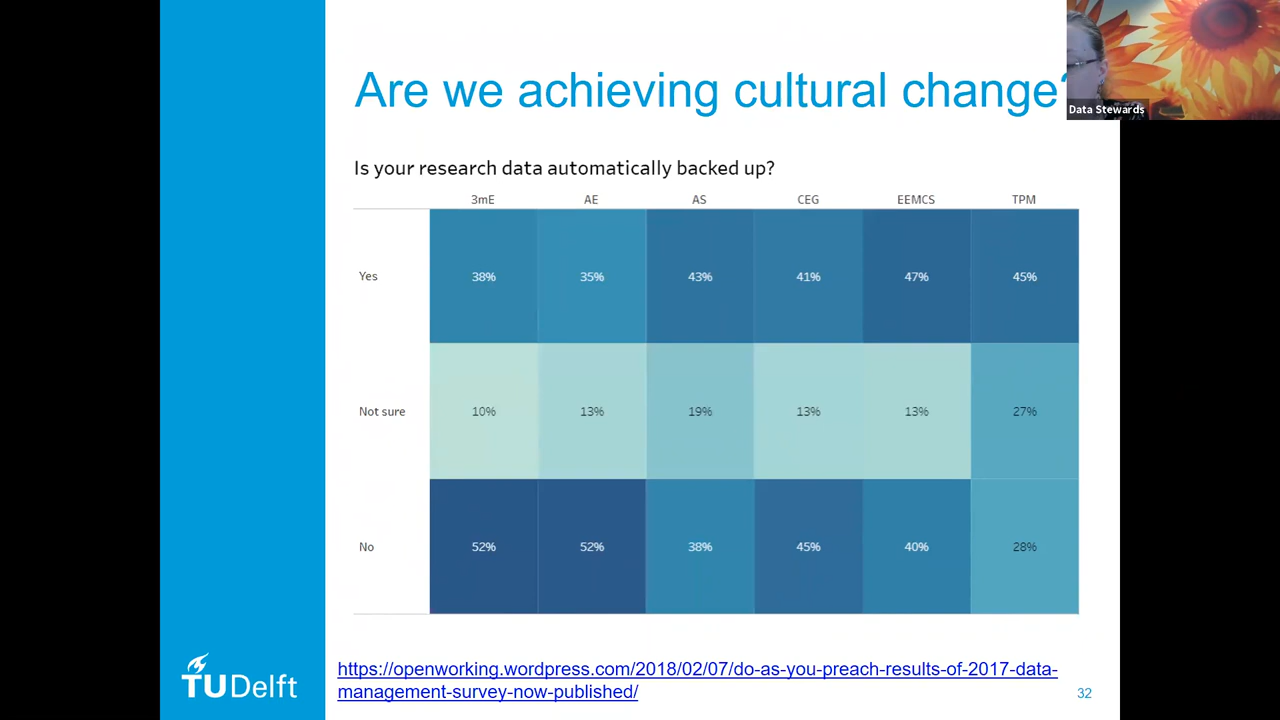 Are we achieving cultural change?
Data Stewards
Is your research data automatically backed up?
3mE AE AS CEG EEMCS TPM
Yes 38% 35% 43% 41% 47% 45%
Not sure 10% 13% 19% 13% 13% 27%
No 52% 52% 38% 45% 40% 28%
https://openworking.wordpress.com/2018/02/07/do-as-you-preach-results-of-2017-data-
management-survey-now-published/
TU Delft
32